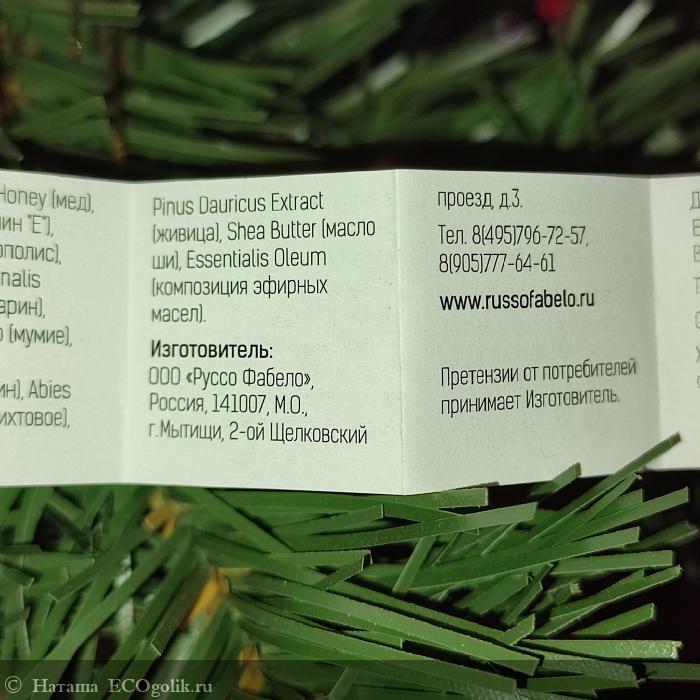 Honey (мед),
ин "Е"),
ополис),
nalis
арин),
о (мумие),
ин), Abies
ихтовое),
Pinus Dauricus Extract
(живица), Shea Butter (масло
ши), Essentialis Oleum
(композиция эфирных
масел).
Изготовитель:
ООО «Руссо Фабело»,
Россия, 141007, М.О.,
г.Мытищи, 2-ой Щелковский
проезд, д.3.
Тел. 8(495)796-72-57,
8(905)777-64-61
www.russofabelo.ru
Претензии от потребителей
принимает Изготовитель.
© Натата ECOgolik.ru